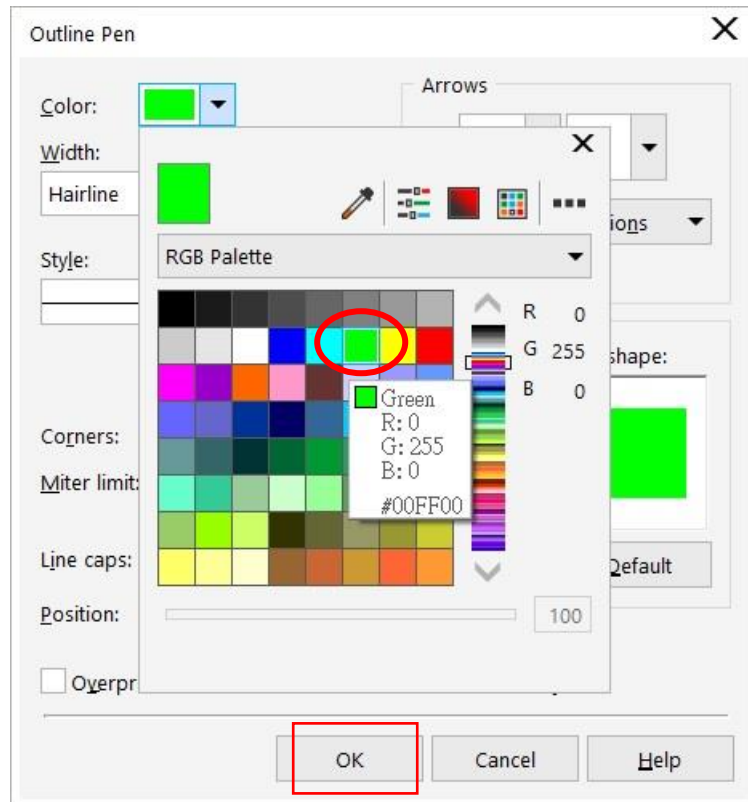 Outline Pen
Color:
Arrows
Width:
Hairline
RGB Palette
Style:
R 0
G 255
B 0
shape:
Green
R: 0
G: 255
B: 0
#00FF00
Corners:
Miter limit:
Line caps:
Default
Position:
100
OK
Cancel
Help